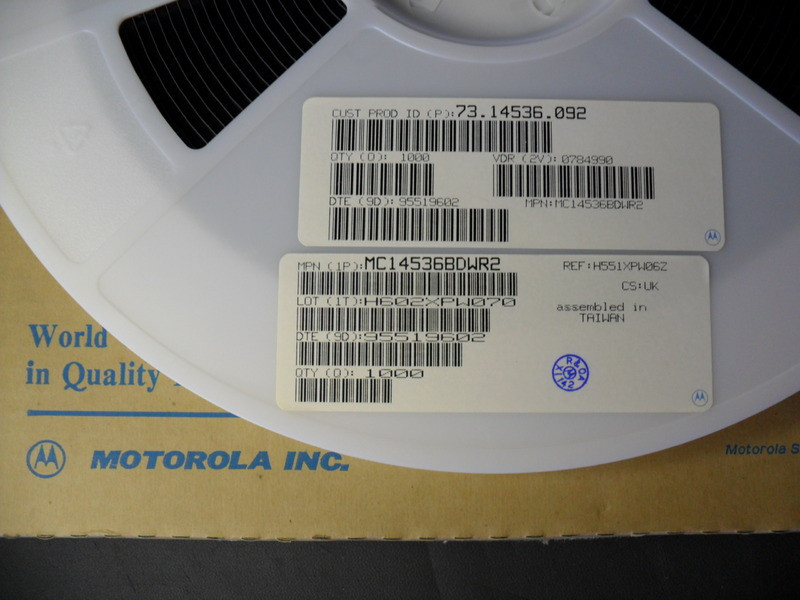 CUST PROD ID (P):73.14536.092
QTY (Q): 1000
VDR (2V): 0784990
DTE (9D): 95519602
MPN:MC14536BDWR2
MPN (1P):MC14536BDWR2
REF:H551XPW06Z
CS:UK
LOT (1T):H602XPW070
assembled in
TAIWAN
DTE (9D):95519602
QTY (Q): 1000
World
in Quality
MOTOROLA INC.
Motorola S